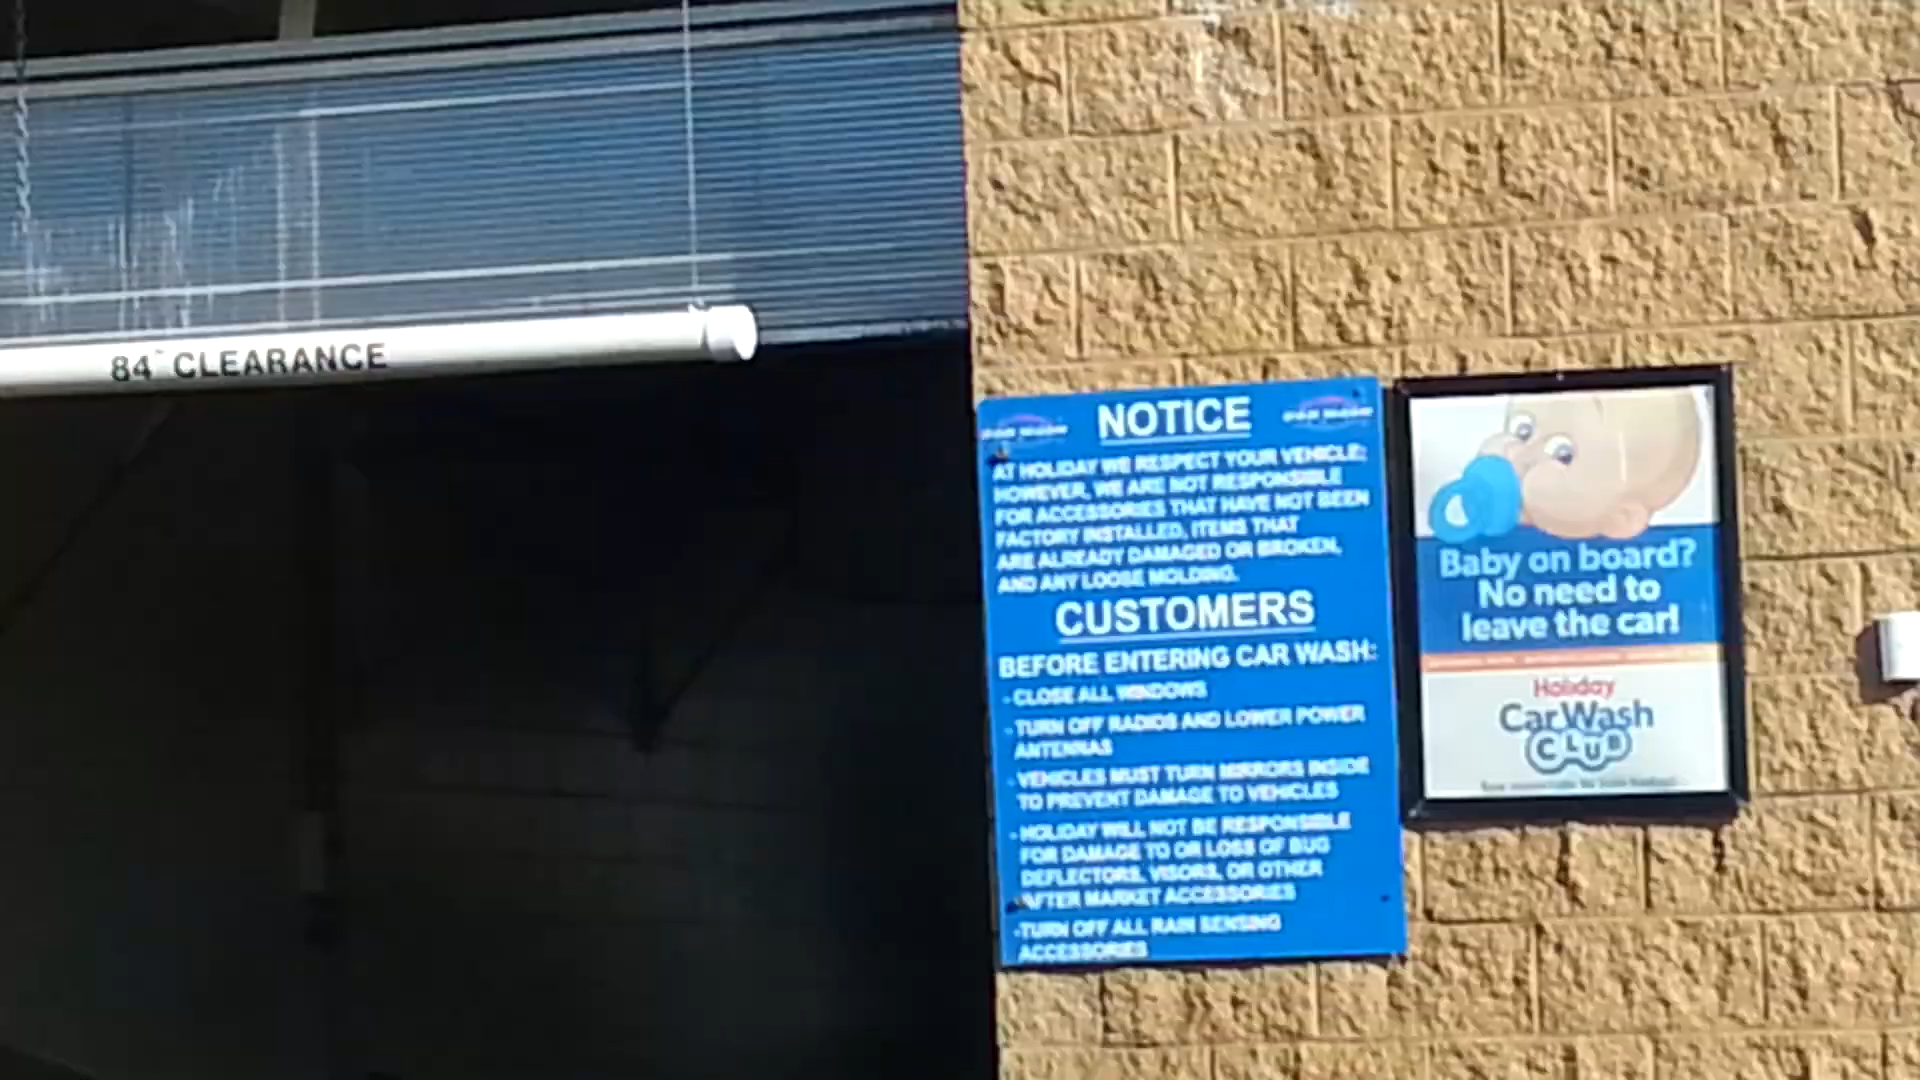 84" CLEARANCE
NOTICE
AT HOLIDAY WE RESPECT YOUR VEHICLE;
HOWEVER, WE ARE NOT RESPONSIBLE
FOR ACCESSORIES THAT HAVE NOT BEEN
FACTORY INSTALLED, ITEMS THAT
ARE ALREADY DAMAGED OR BROKEN,
AND ANY LOOSE MOLDING.
CUSTOMERS
BEFORE ENTERING CAR WASH:
- CLOSE ALL WINDOWS
- TURN OFF RADIOS AND LOWER POWER
ANTENNAS
- VEHICLES MUST TURN MIRRORS INSIDE
TO PREVENT DAMAGE TO VEHICLES
- HOLIDAY WILL NOT BE RESPONSIBLE
FOR DAMAGE TO OR LOSS OF BUG
DEFLECTORS, VISORS, OR OTHER
AFTER MARKET ACCESSORIES
-TURN OFF ALL RAIN SENSING
ACCESSORIES
Baby on board?
No need to
leave the car!
Holiday
Car Wash
CLUB